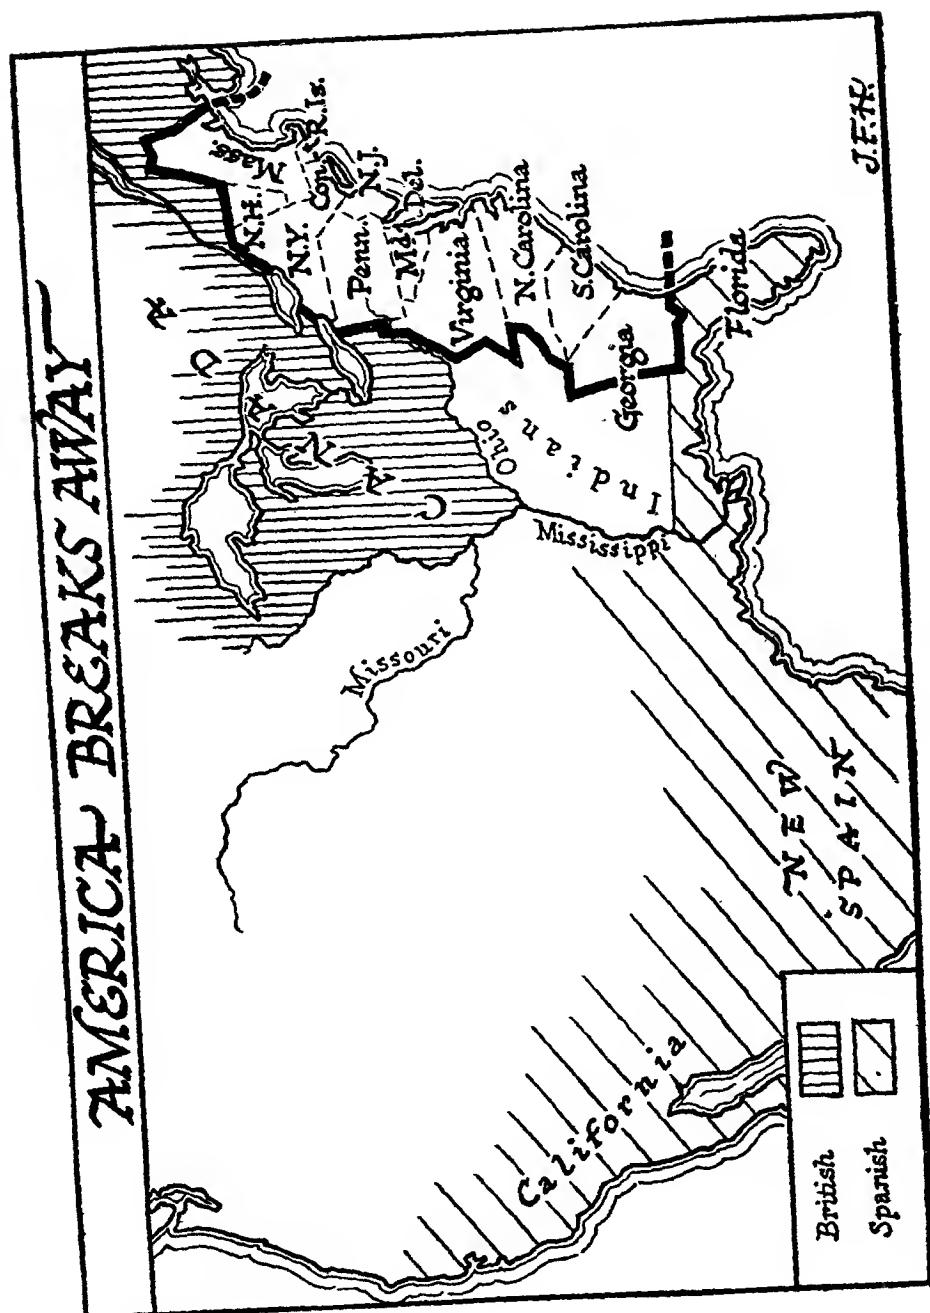 AMERICA BREAKS AWAY
CANADA
Mass.
N.H.
N.Y.
Con.
R.Is.
Penn.
N.J.
Md.
Del.
Virginia
N. Carolina
S. Carolina
Georgia
Florida
Ohio
Indians
Mississippi
Missouri
NEW
SPAIN
California
British
Spanish
J.F.H.